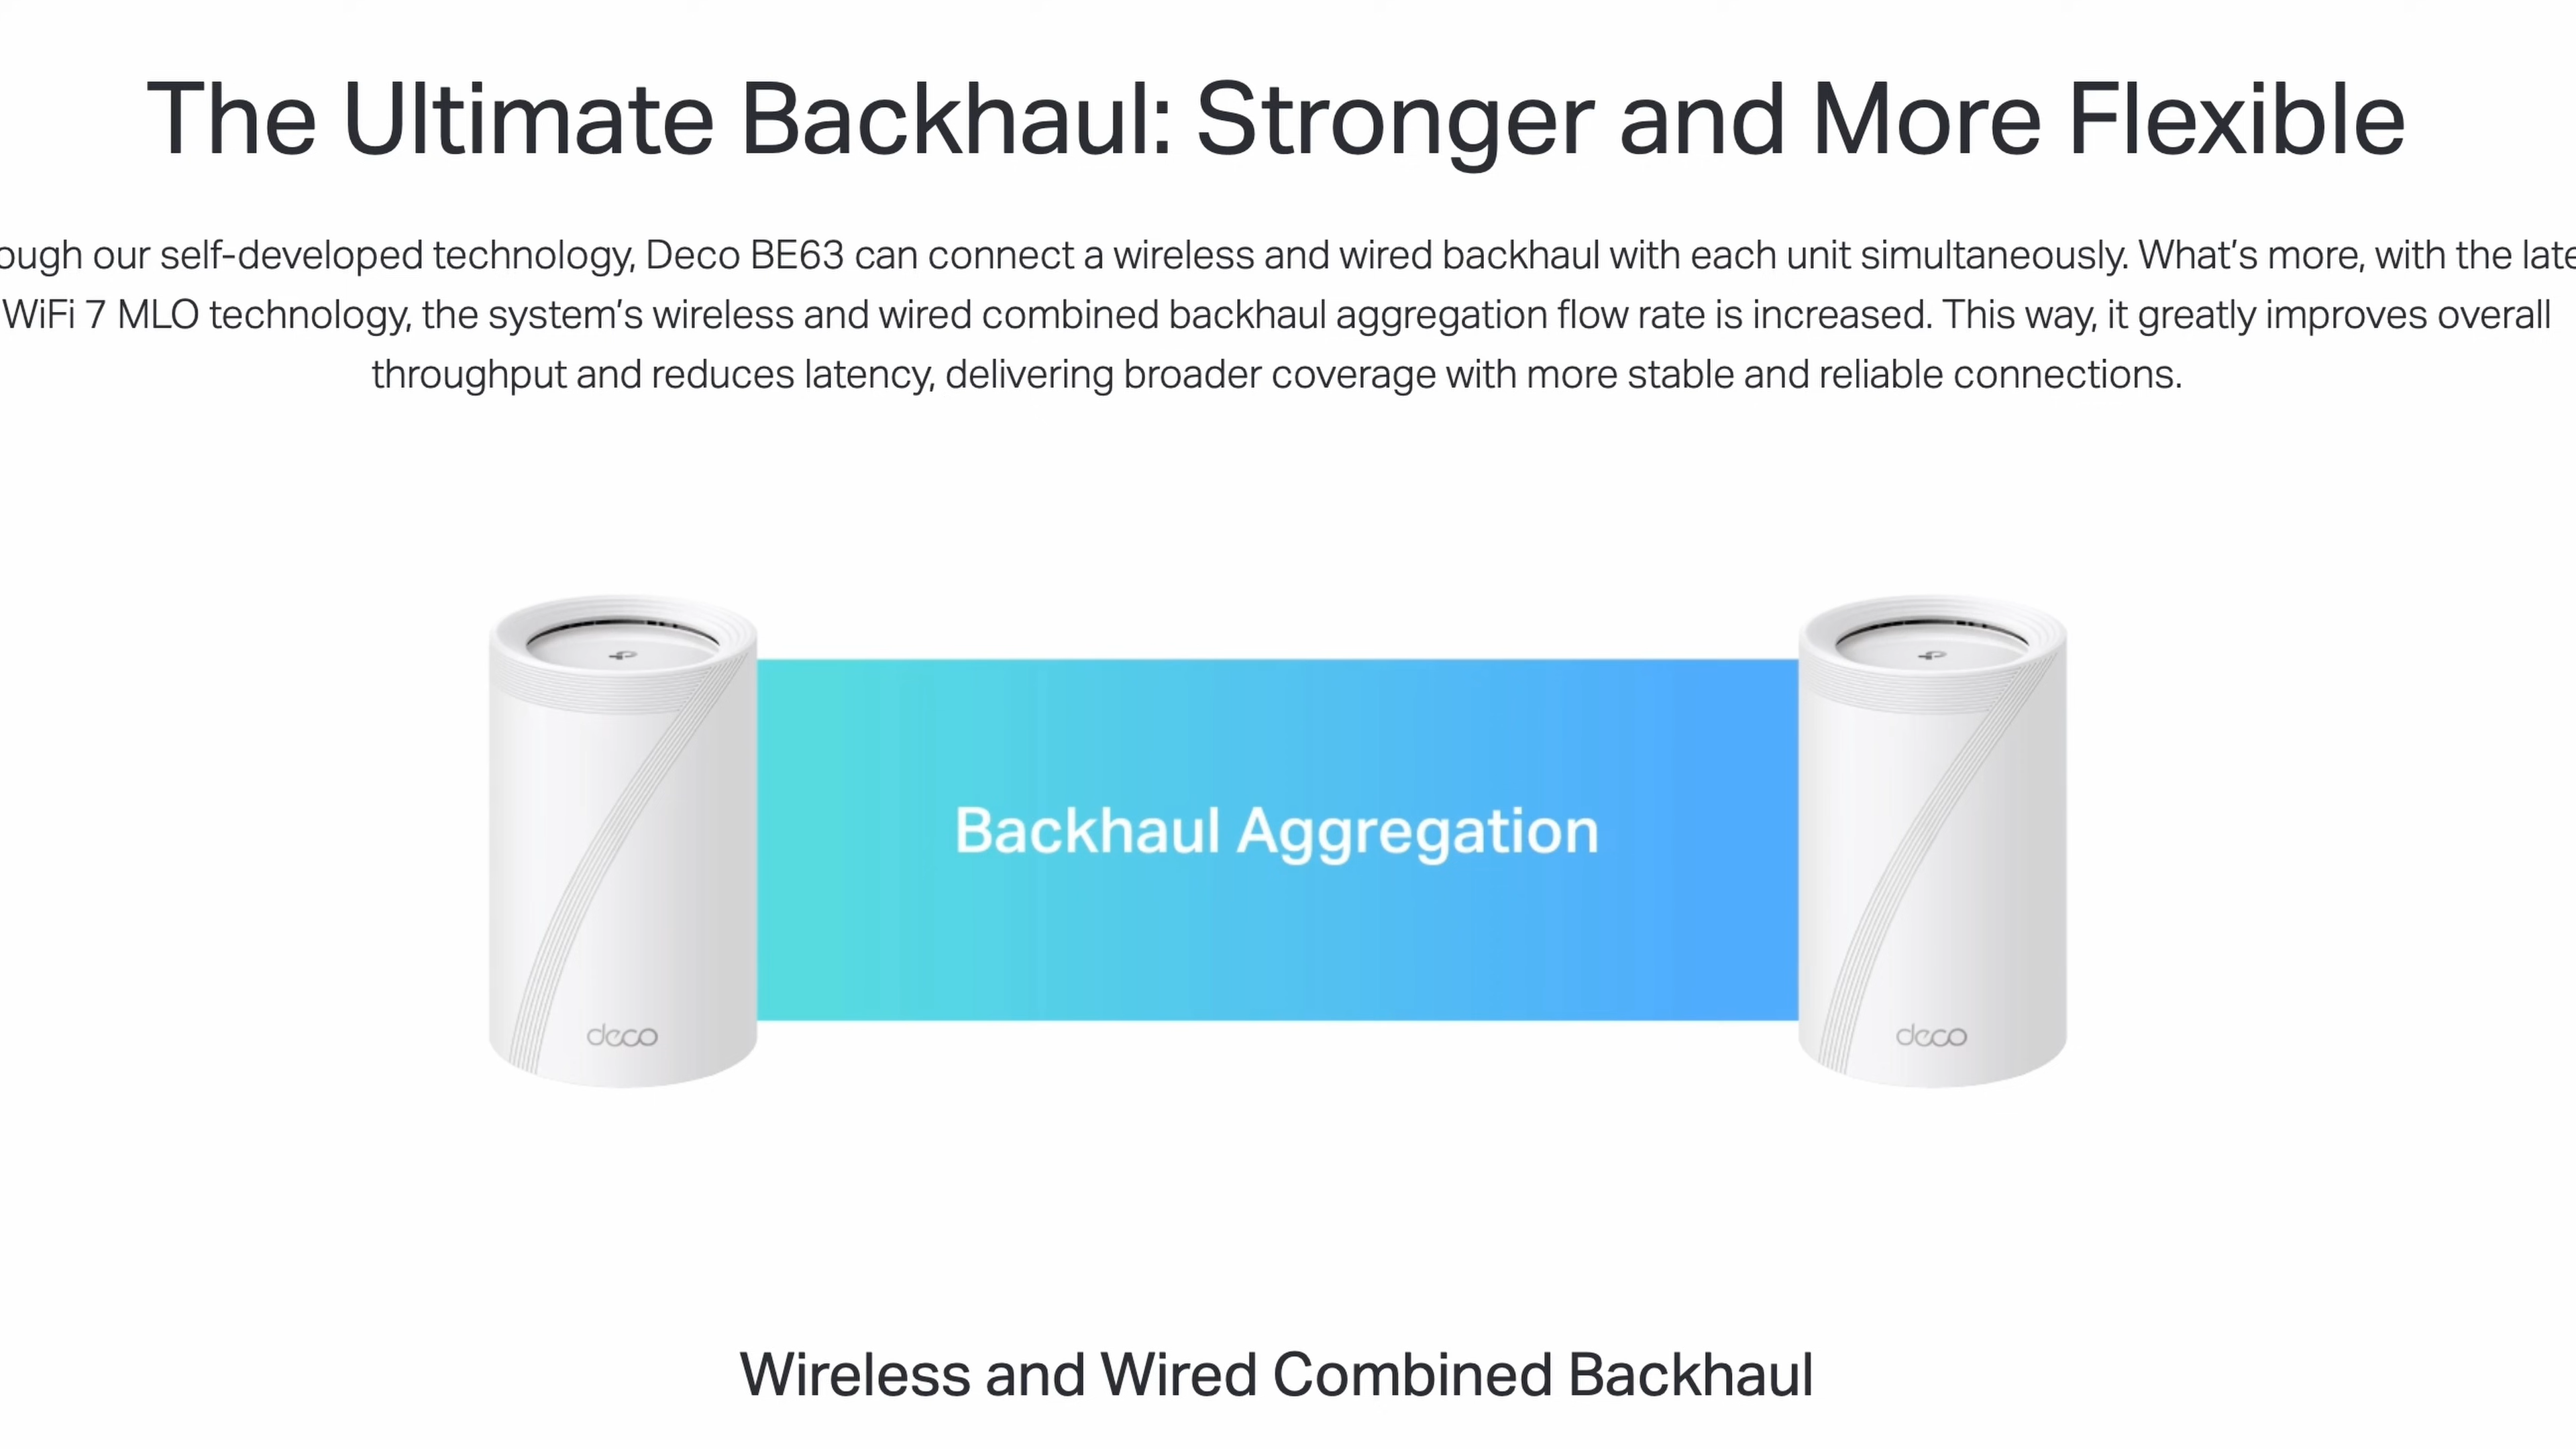 The Ultimate Backhaul: Stronger and More Flexible
our self-developed technology, Deco BE63 can connect a wireless and wired backhaul with each unit simultaneously. What's more, with the
WiFi 7 MLO technology, the system's wireless and wired combined backhaul aggregation flow rate is increased. This way, it greatly improves overall
throughput and reduces latency, delivering broader coverage with more stable and reliable connections.
Backhaul Aggregation
deco
deco
Wireless and Wired Combined Backhaul